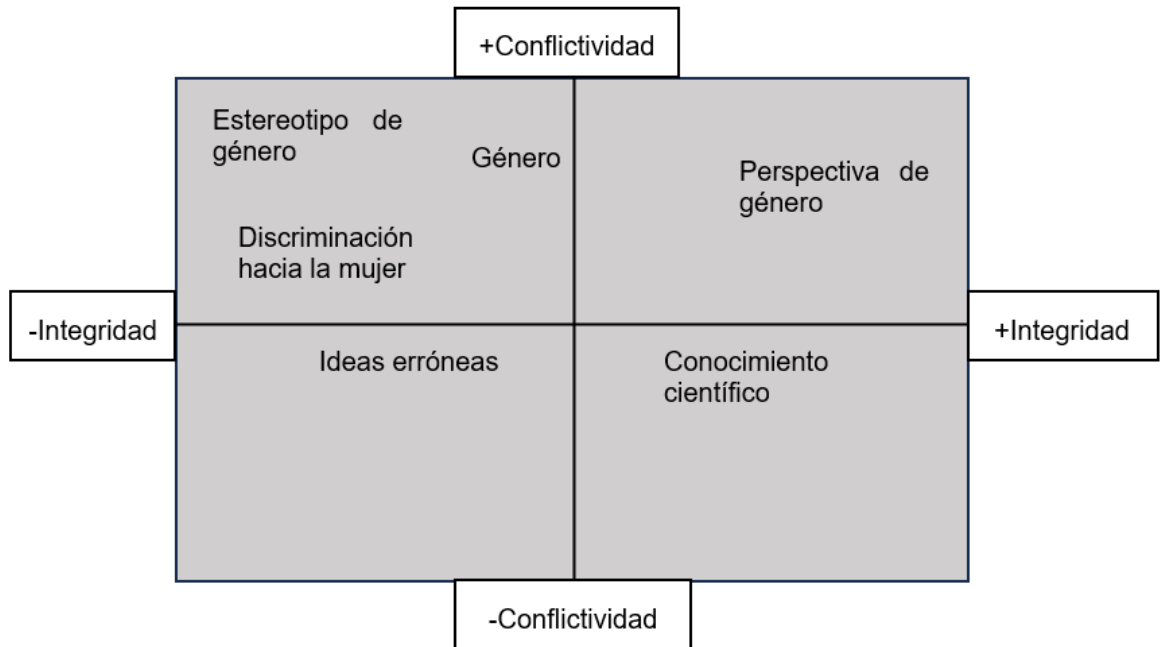 +Conflictividad
Estereotipo de
género
Género
Perspectiva de
género
Discriminación
hacia la mujer
-Integridad
+Integridad
Ideas erróneas
Conocimiento
científico
-Conflictividad